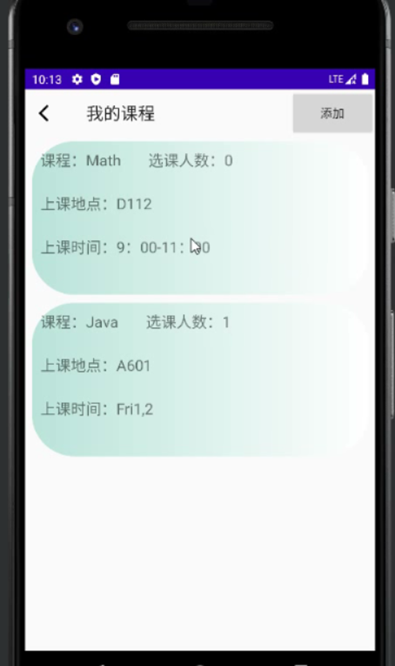 10:13 LTE
我的课程 添加
课程：Math 选课人数：0
上课地点：D112
上课时间：9：00-11：
课程：Java 选课人数：1
上课地点：A601
上课时间：Fri1,2